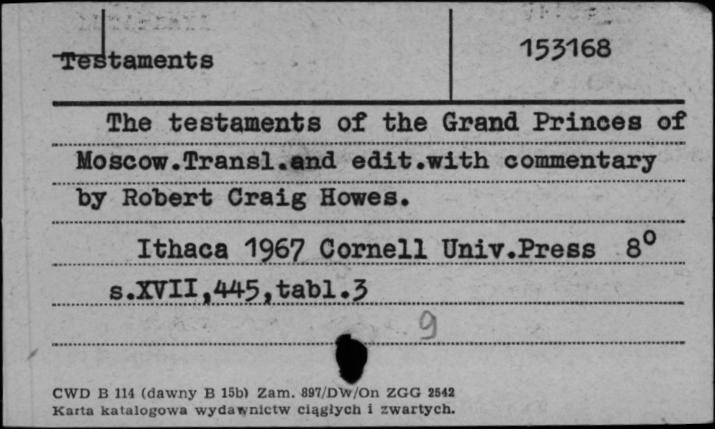 Testaments
153168
The testaments of the Grand Princes of
Moscow.Transl.and edit.with commentary
by Robert Craig Howes.
Ithaca 1967 Cornell Univ.Press 8°
s.XVII,445,tabl.3
9
CWD B 114 (dawny B 15b) Zam. 897/DW/On ZGG 2542
Karta katalogowa wydawnictw ciągłych i zwartych.